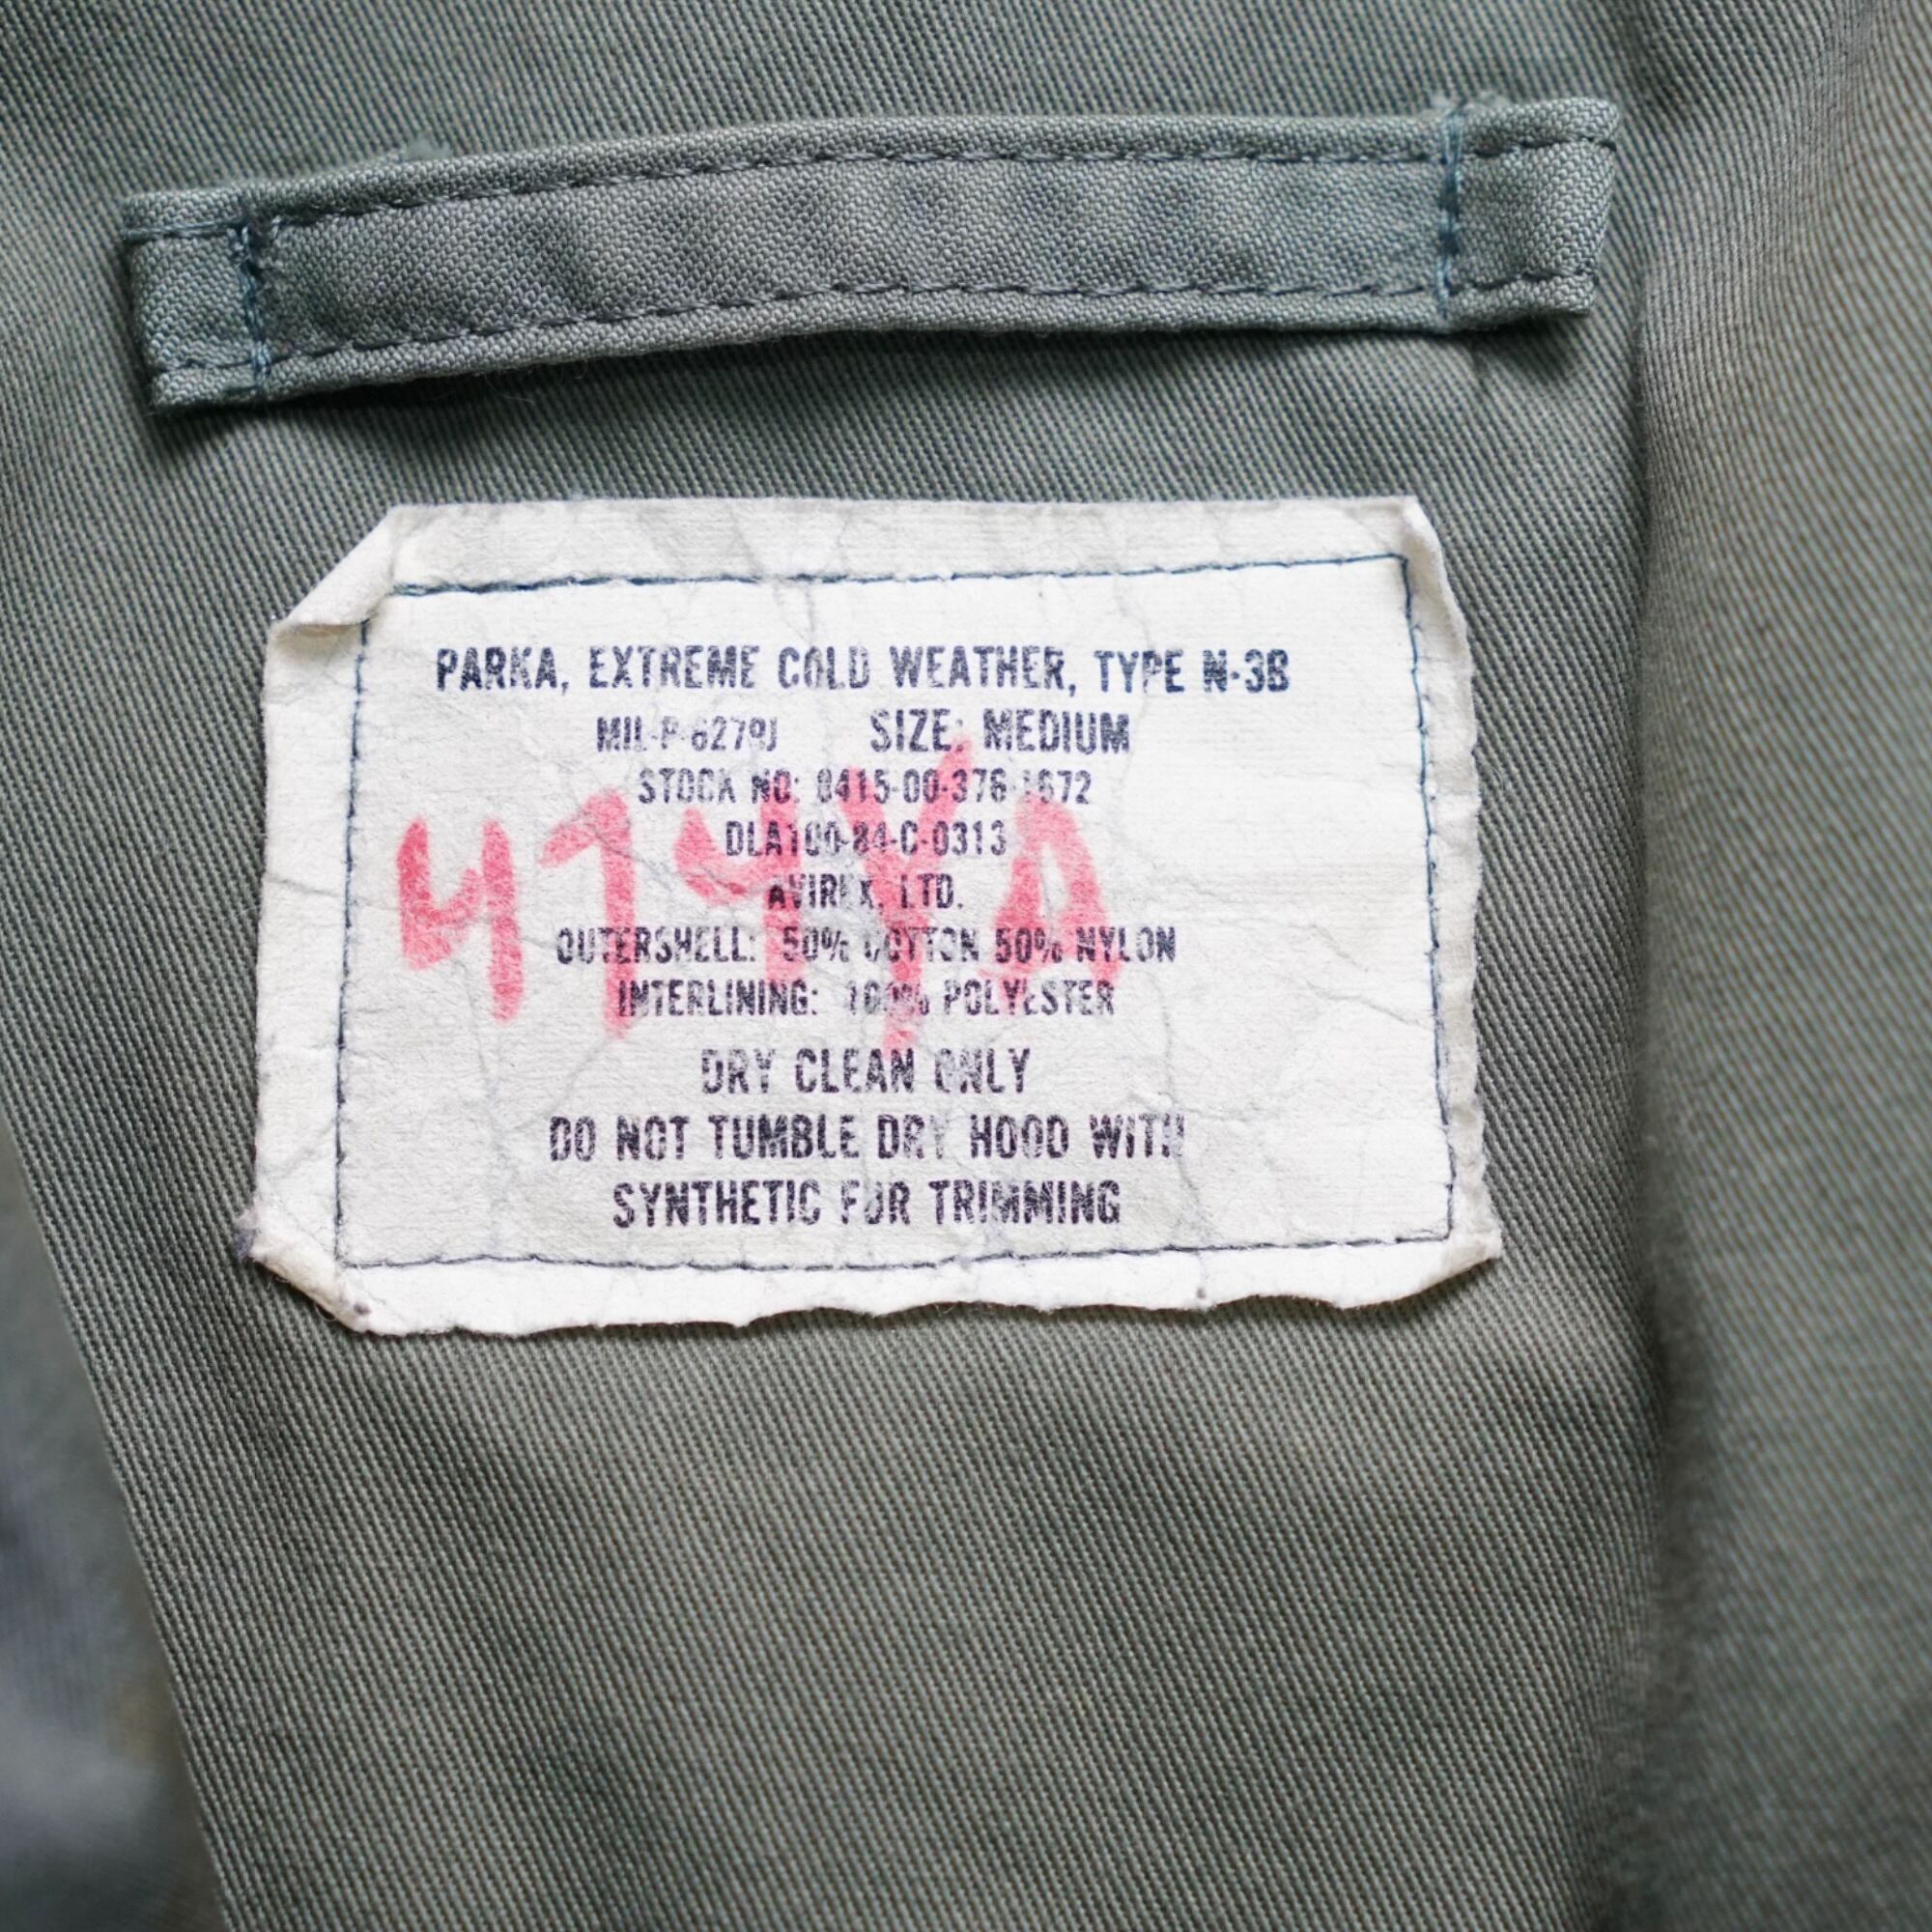 PARKA, EXTREME COLD WEATHER, TYPE N-3B
MIL-P-6279J SIZE: MEDIUM
STOCK NO: 8415-00-376-1672
DLA100-84-C-0313
AVIREX, LTD.
OUTERSHELL: 50% COTTON 50% NYLON
INTERLINING: 100% POLYESTER
DRY CLEAN ONLY
DO NOT TUMBLE DRY HOOD WITH
SYNTHETIC FUR TRIMMING